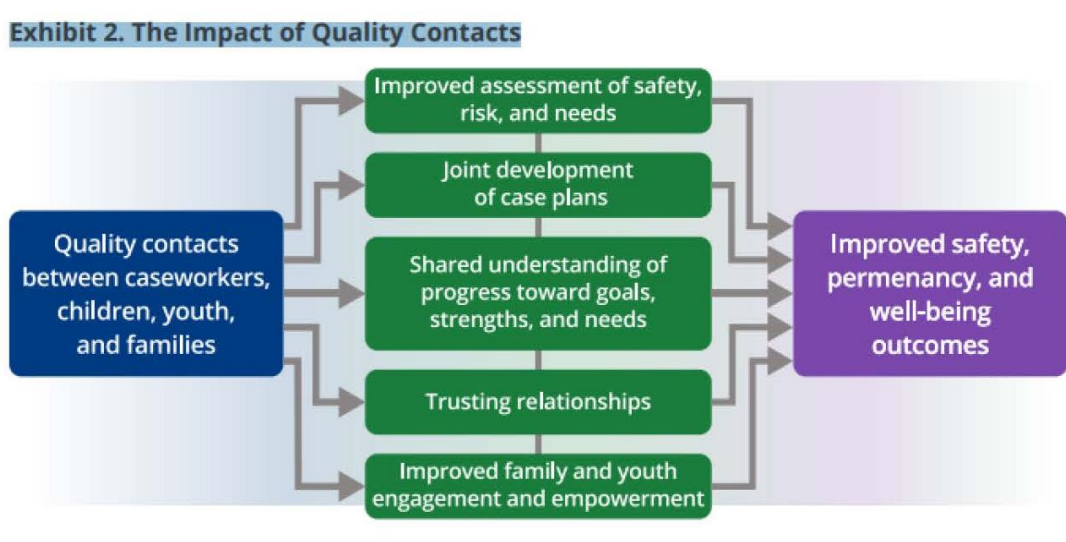 Exhibit 2. The Impact of Quality Contacts
Improved assessment of safety,
risk, and needs
Joint development
of case plans
Quality contacts
between caseworkers,
children, youth,
and families
Shared understanding of
progress toward goals,
strengths, and needs
Improved safety,
permenancy, and
well-being
outcomes
Trusting relationships
Improved family and youth
engagement and empowerment